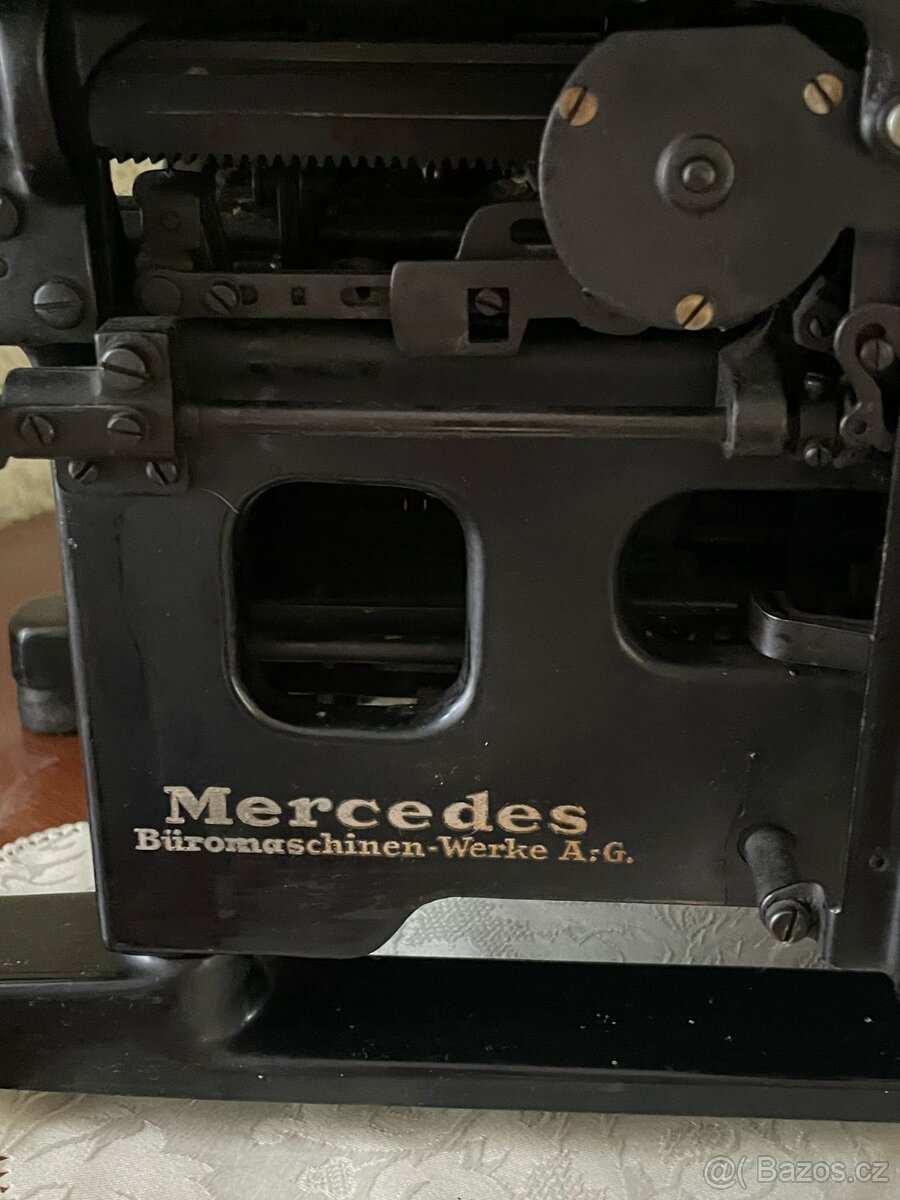 Mercedes
Büromaschinen-Werke A.-G.
@( Bazos.cz